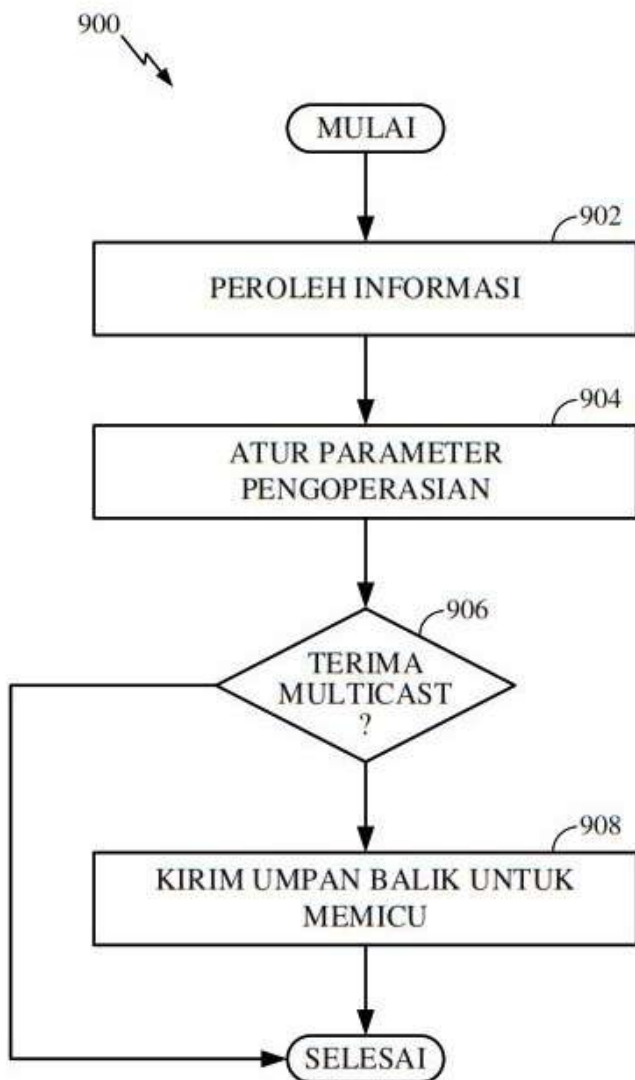 900
MULAI
902
PEROLEH INFORMASI
904
ATUR PARAMETER
PENGOPERASIAN
906
TERIMA
MULTICAST
?
908
KIRIM UMPAN BALIK UNTUK
MEMICU
SELESAI